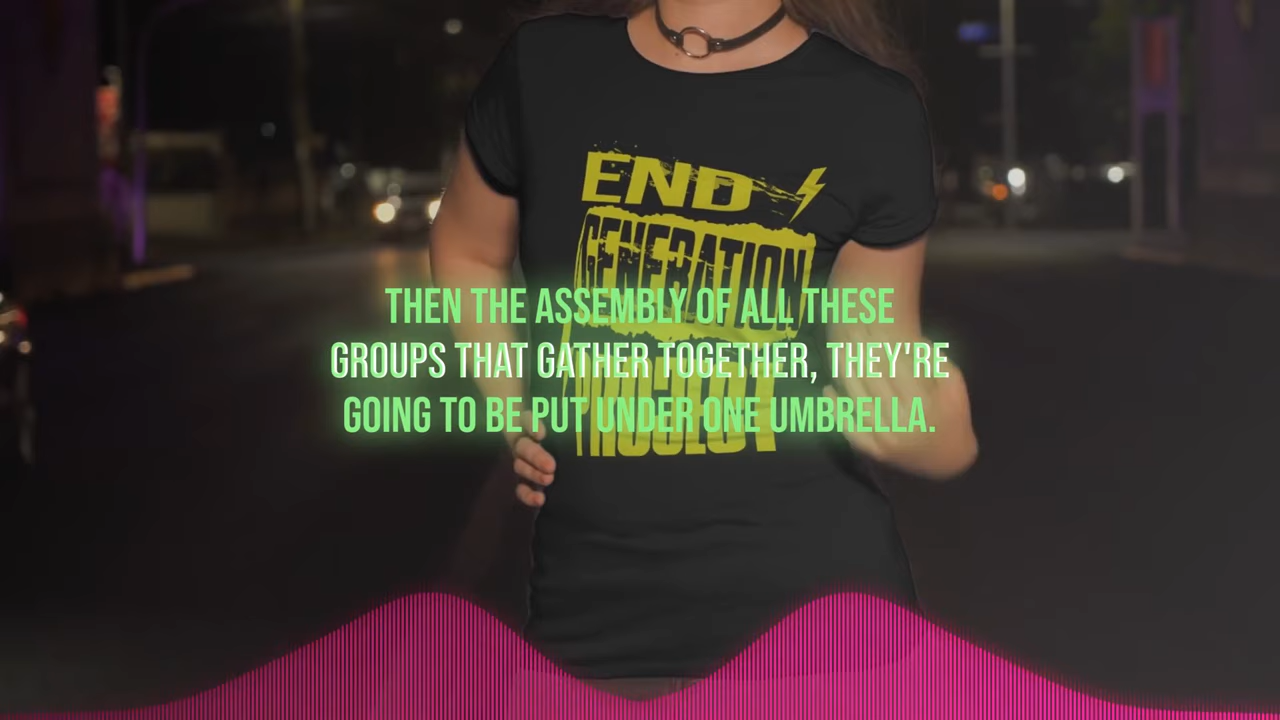 END
GENERATION
THEN THE ASSEMBLY OF ALL THESE
GROUPS THAT GATHER TOGETHER, THEY'RE
GOING TO BE PUT UNDER ONE UMBRELLA.